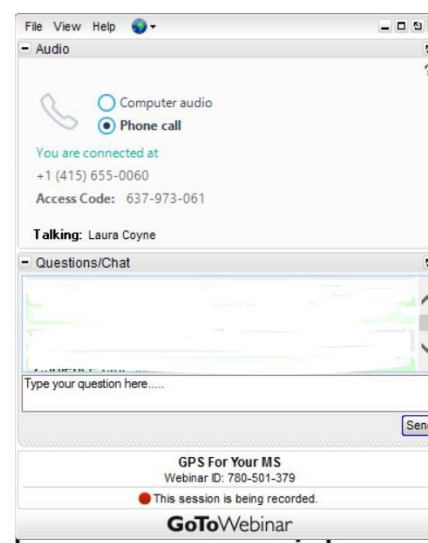 File View Help
Audio
?
Computer audio
Phone call
You are connected at
+1 (415) 655-0060
Access Code: 637-973-061
Talking: Laura Coyne
Questions/Chat
Type your question here.....
GPS For Your MS
Webinar ID: 780-501-379
This session is being recorded.
GoToWebinar